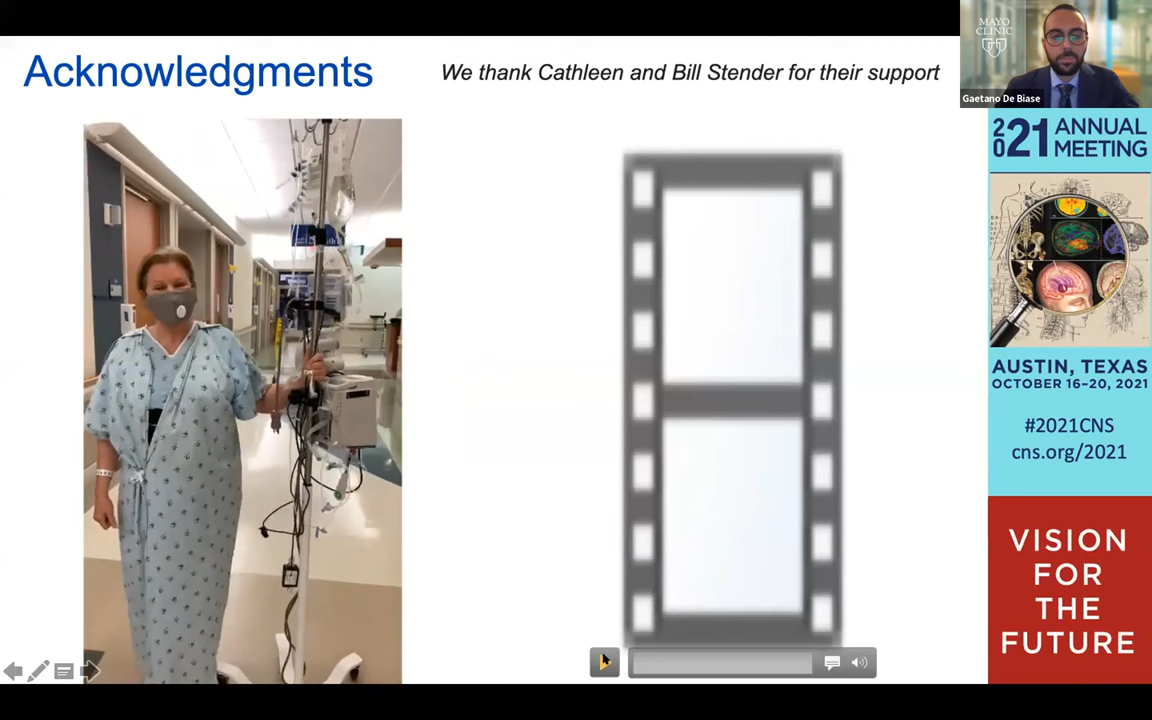 Acknowledgments
We thank Cathleen and Bill Stender for their support
MAYO
CLINIC
Gaetano De Biase
2021 ANNUAL
MEETING
AUSTIN, TEXAS
OCTOBER 16–20, 2021
#2021CNS
cns.org/2021
VISION
FOR
THE
FUTURE